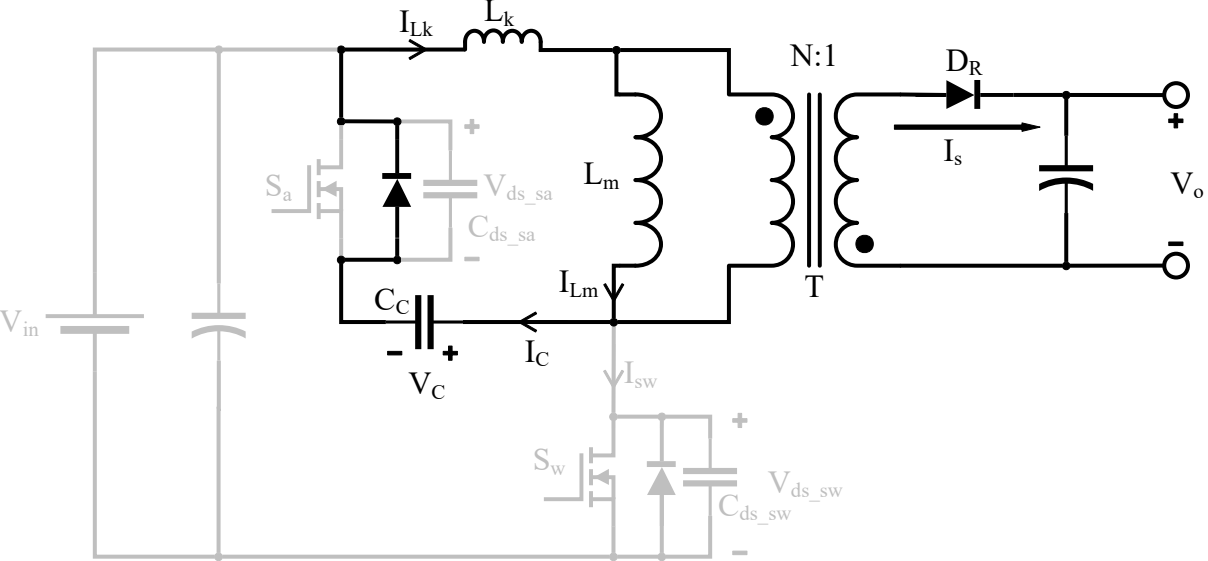 I_Lk
L_k
N:1
D_R
I_s
V_o
+
−
S_a
+
V_ds_sa
C_ds_sa
−
L_m
T
I_Lm
C_C
− +
V_C
I_C
V_in
I_sw
S_w
+
V_ds_sw
C_ds_sw
−